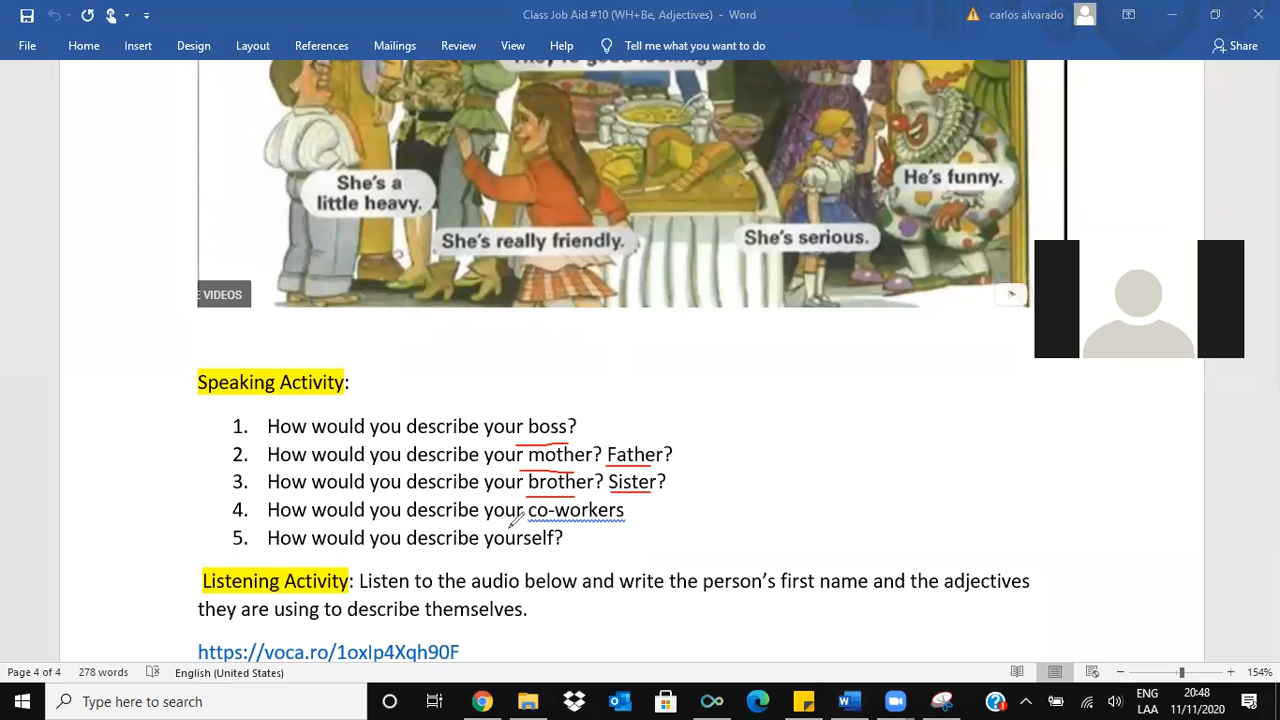 Class Job Aid #10 (WH+Be, Adjectives) - Word
carlos alvarado
File Home Insert Design Layout References Mailings Review View Help Tell me what you want to do Share
They're good looking.
She's a
little heavy.
He's funny.
She's really friendly.
She's serious.
E VIDEOS
Speaking Activity:
1. How would you describe your boss?
2. How would you describe your mother? Father?
3. How would you describe your brother? Sister?
4. How would you describe your co-workers
5. How would you describe yourself?
Listening Activity: Listen to the audio below and write the person's first name and the adjectives
they are using to describe themselves.
https://voca.ro/1oxIp4Xqh90F
Page 4 of 4 278 words English (United States) 154%
Type here to search
ENG 20:48
LAA 11/11/2020